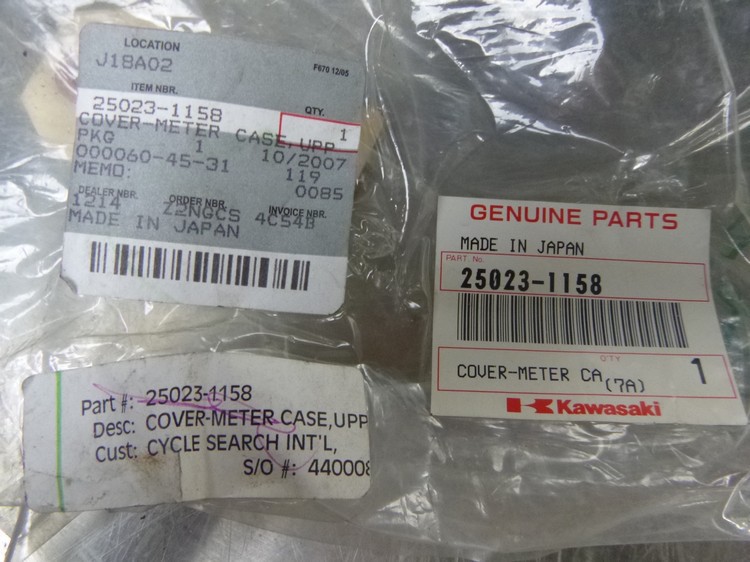 LOCATION
J18A02
F670 12/05
ITEM NBR.
QTY.
25023-1158
1
COVER-METER CASE,UPP
PKG 1 10/2007
000060-45-31 119
MEMO: 0085
DEALER NBR. ORDER NBR. INVOICE NBR.
1214 Z2NGCS 4C54B
MADE IN JAPAN
GENUINE PARTS
MADE IN JAPAN
PART No.
25023-1158
Q'TY
COVER-METER CA (7A) 1
Kawasaki
Part #: 25023-1158
Desc: COVER-METER CASE,UPP
Cust: CYCLE SEARCH INT'L,
S/O #: 440008